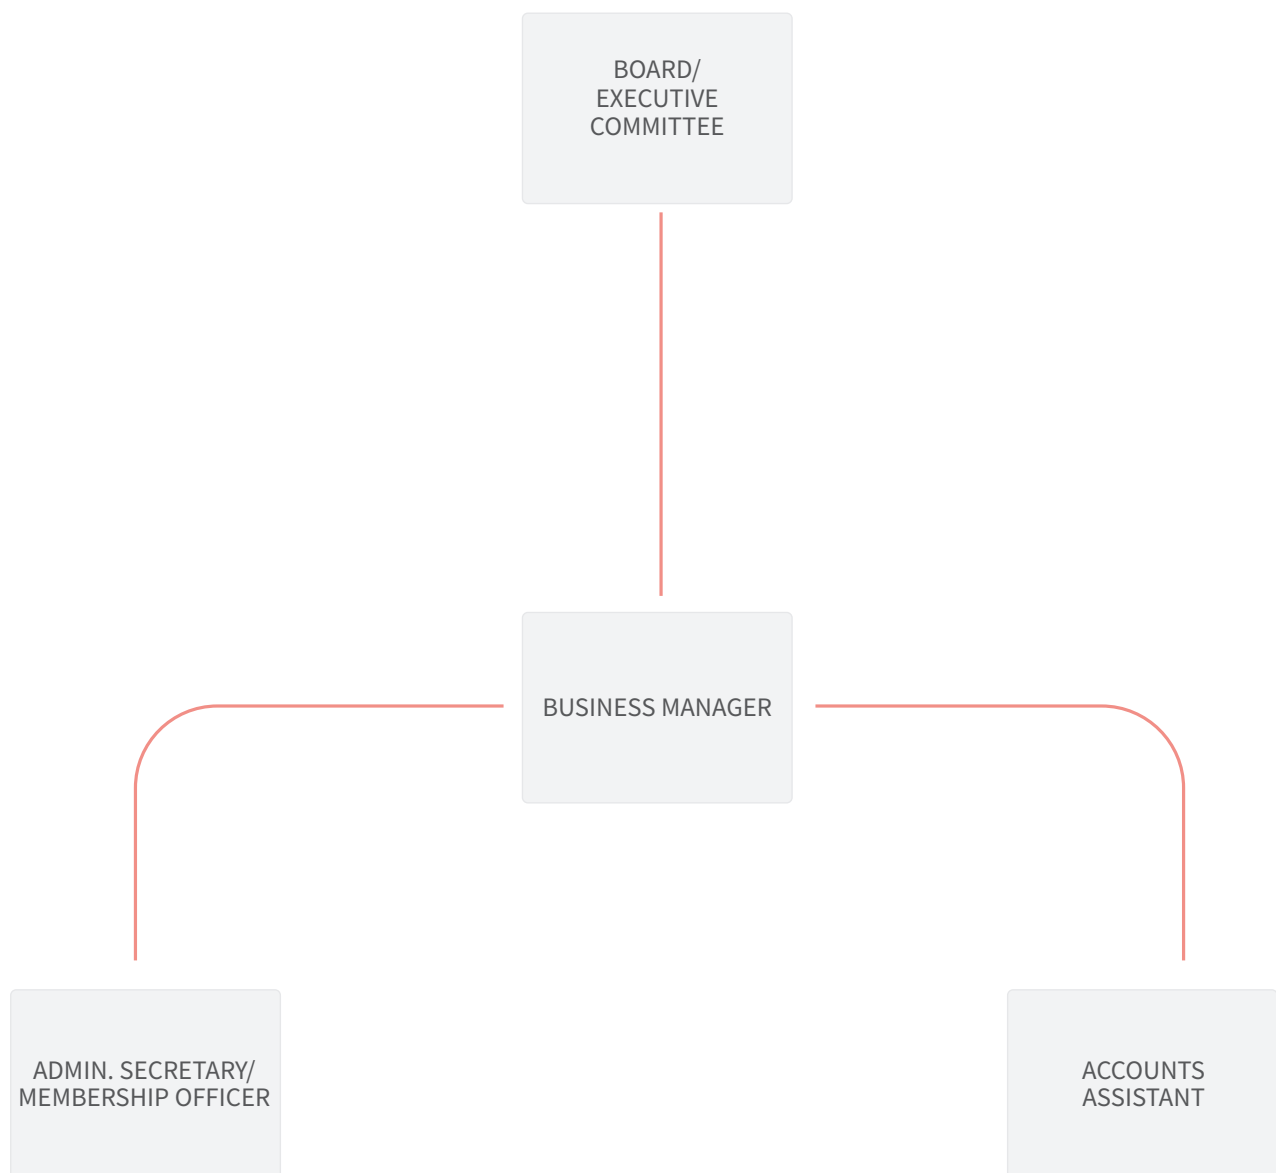 BOARD/
EXECUTIVE
COMMITTEE
BUSINESS MANAGER
ADMIN. SECRETARY/
MEMBERSHIP OFFICER
ACCOUNTS
ASSISTANT